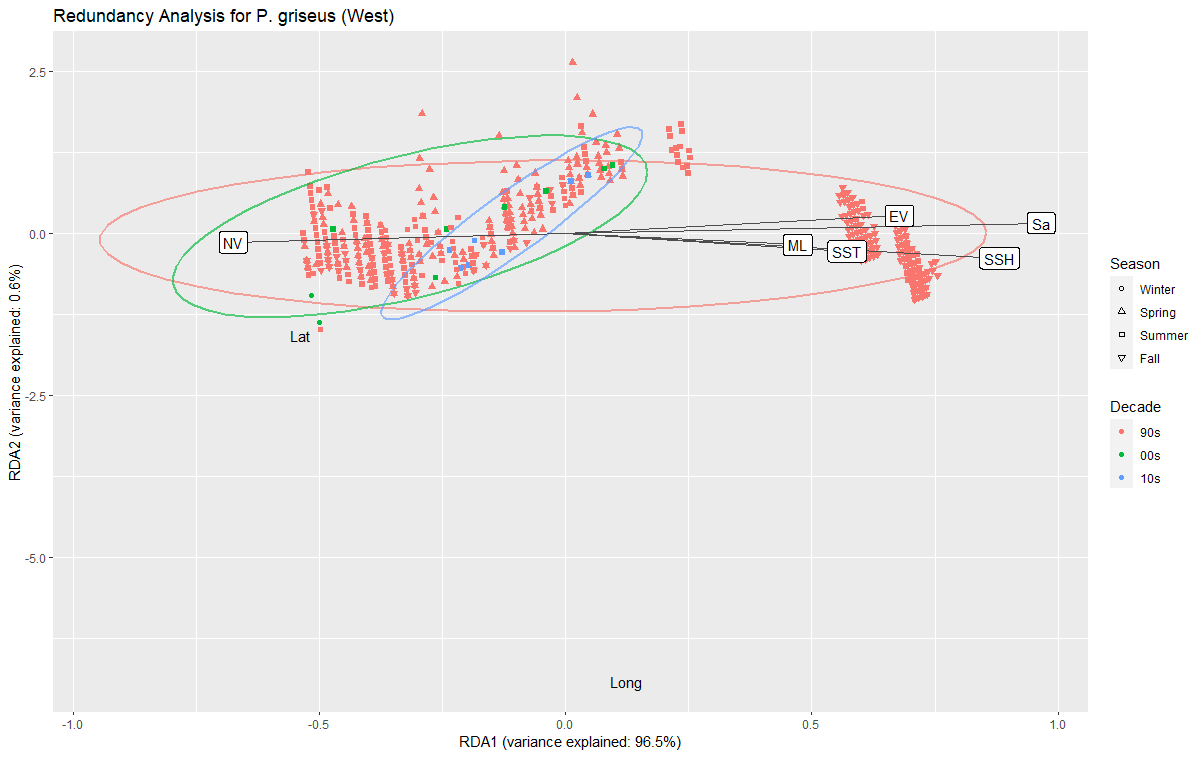 Redundancy Analysis for P. griseus (West)
RDA2 (variance explained: 0.6%)
2.5
0.0
-2.5
-5.0
NV
EV
Sa
ML
SST
SSH
Lat
Long
-1.0
-0.5
0.0
0.5
1.0
RDA1 (variance explained: 96.5%)
Season
Winter
Spring
Summer
Fall
Decade
90s
00s
10s